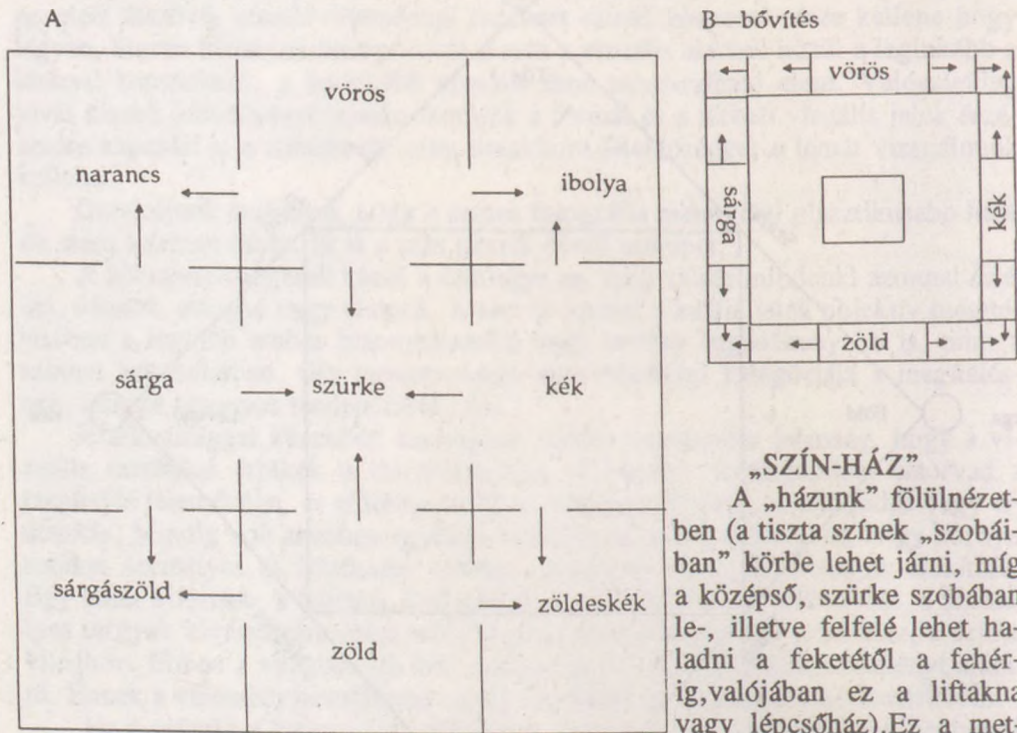 A
vörös
narancs
ibolya
sárga
szürke
kék
sárgászöld
zöldeskék
zöld
B—bővítés
vörös
sárga
kék
zöld
„SZÍN-HÁZ”
A „házunk” fölülnézet-
ben (a tiszta színek „szobái-
ban” körbe lehet járni, míg
a középső, szürke szobában
le-, illetve felfelé lehet ha-
ladni a feketétől a fehér-
ig, valójában ez a liftakna
vagy lépcsőház). Ez a met-